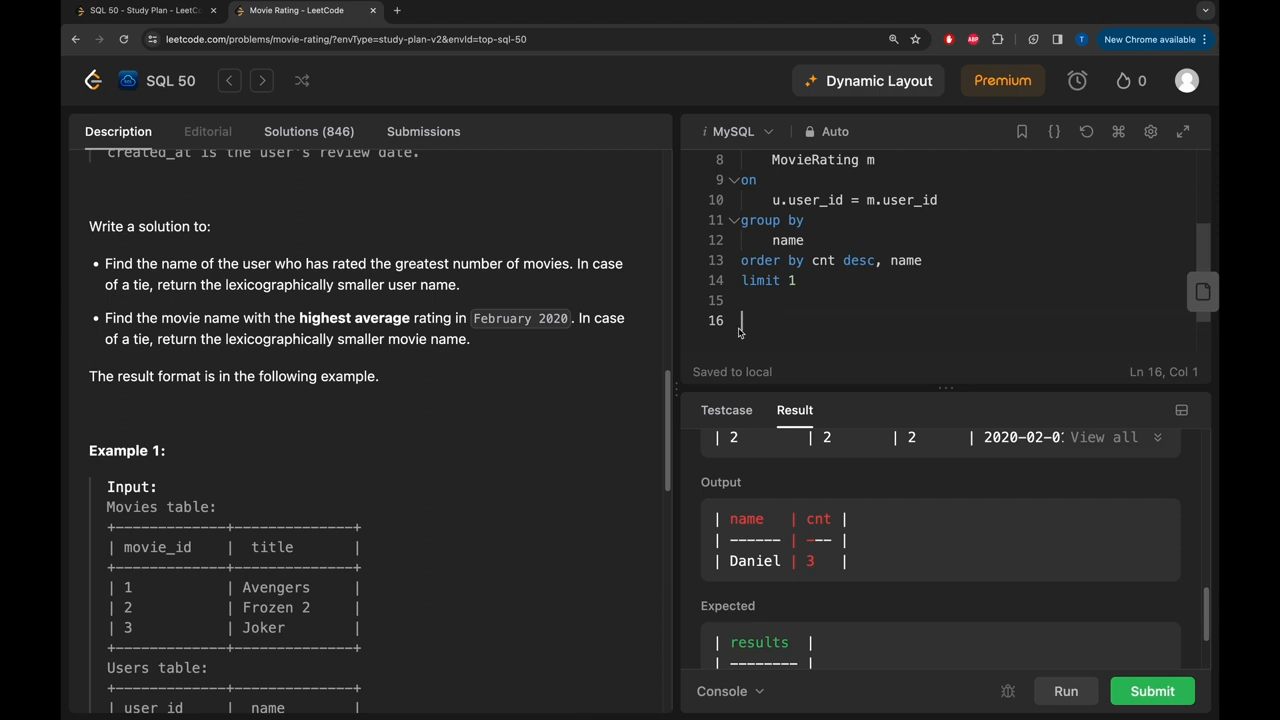 SQL 50 - Study Plan - LeetC
Movie Rating - LeetCode
leetcode.com/problems/movie-rating/?envType=study-plan-v2&envId=top-sql-50
ABP
T
New Chrome available
SQL 50
Dynamic Layout
Premium
0
Description
Editorial
Solutions (846)
Submissions
created_at is the user's review date.
Write a solution to:
• Find the name of the user who has rated the greatest number of movies. In case
of a tie, return the lexicographically smaller user name.
• Find the movie name with the highest average rating in February 2020. In case
of a tie, return the lexicographically smaller movie name.
The result format is in the following example.
Example 1:
Input:
Movies table:
+-------------+--------------+
| movie_id    |  title       |
+-------------+--------------+
| 1           | Avengers     |
| 2           | Frozen 2     |
| 3           | Joker        |
+-------------+--------------+
Users table:
+-------------+--------------+
| user_id     |  name        |
i MySQL
Auto
8 MovieRating m
9 on
10 u.user_id = m.user_id
11 group by
12 name
13 order by cnt desc, name
14 limit 1
15
16
Saved to local
Ln 16, Col 1
Testcase
Result
| 2 | 2 | 2 | 2020-02-01 View all
Output
| name   | cnt |
| ------ | --- |
| Daniel | 3   |
Expected
| results  |
| -------- |
Console
Run
Submit